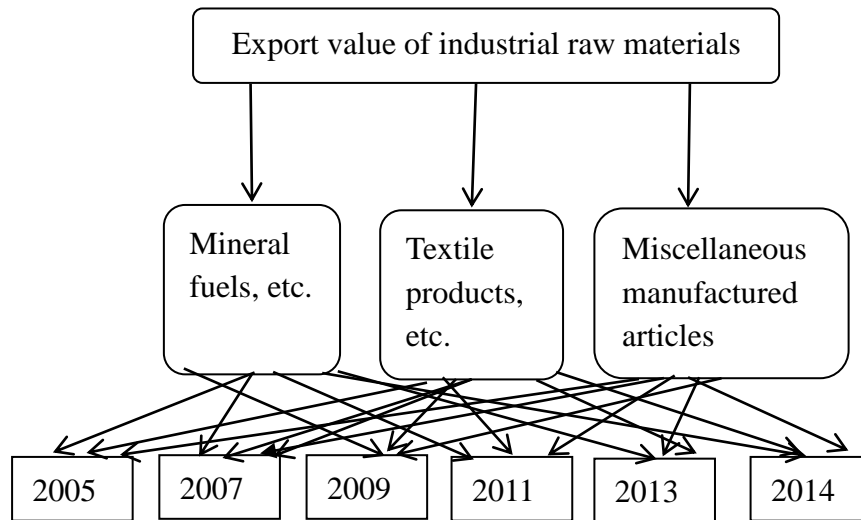 Export value of industrial raw materials
Mineral
fuels, etc.
Textile
products,
etc.
Miscellaneous
manufactured
articles
2005
2007
2009
2011
2013
2014